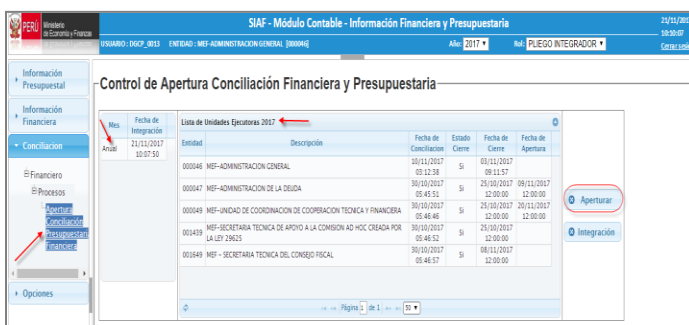 PERÚ Ministerio
de Economía y Finanzas
SIAF - Módulo Contable - Información Financiera y Presupuestaria
21/11/201
10:10:07
USUARIO : DGCP_0013 ENTIDAD : MEF-ADMINISTRACION GENERAL [000046]
Año: 2017 Rol: PLIEGO INTEGRADOR
Cerrar sesi
Información
Presupuestal
Información
Financiera
Conciliacion
Financiero
Procesos
Apertura
Conciliación
Presupuestari
Financiera
Opciones
Control de Apertura Conciliación Financiera y Presupuestaria
Mes Fecha de
Integración
Anual 21/11/2017
10:07:50
Lista de Unidades Ejecutoras 2017
Entidad Descripción Fecha de
Conciliacion Estado
Cierre Fecha de
Cierre Fecha de
Apertura
000046 MEF-ADMINISTRACION GENERAL 10/11/2017
03:12:38 Si 03/11/2017
09:11:57
000047 MEF-ADMINISTRACION DE LA DEUDA 30/10/2017
05:45:51 Si 25/10/2017
12:00:00 09/11/2017
12:00:00
000049 MEF-UNIDAD DE COORDINACION DE COOPERACION TECNICA Y FINANCIERA 30/10/2017
05:46:46 Si 25/10/2017
12:00:00 20/11/2017
12:00:00
001439 MEF-SECRETARIA TECNICA DE APOYO A LA COMISION AD HOC CREADA POR
LA LEY 29625 30/10/2017
05:46:52 Si 25/10/2017
12:00:00
001649 MEF - SECRETARIA TECNICA DEL CONSEJO FISCAL 30/10/2017
05:46:57 Si 08/11/2017
12:00:00
Página 1 de 1 50
Aperturar
Integración